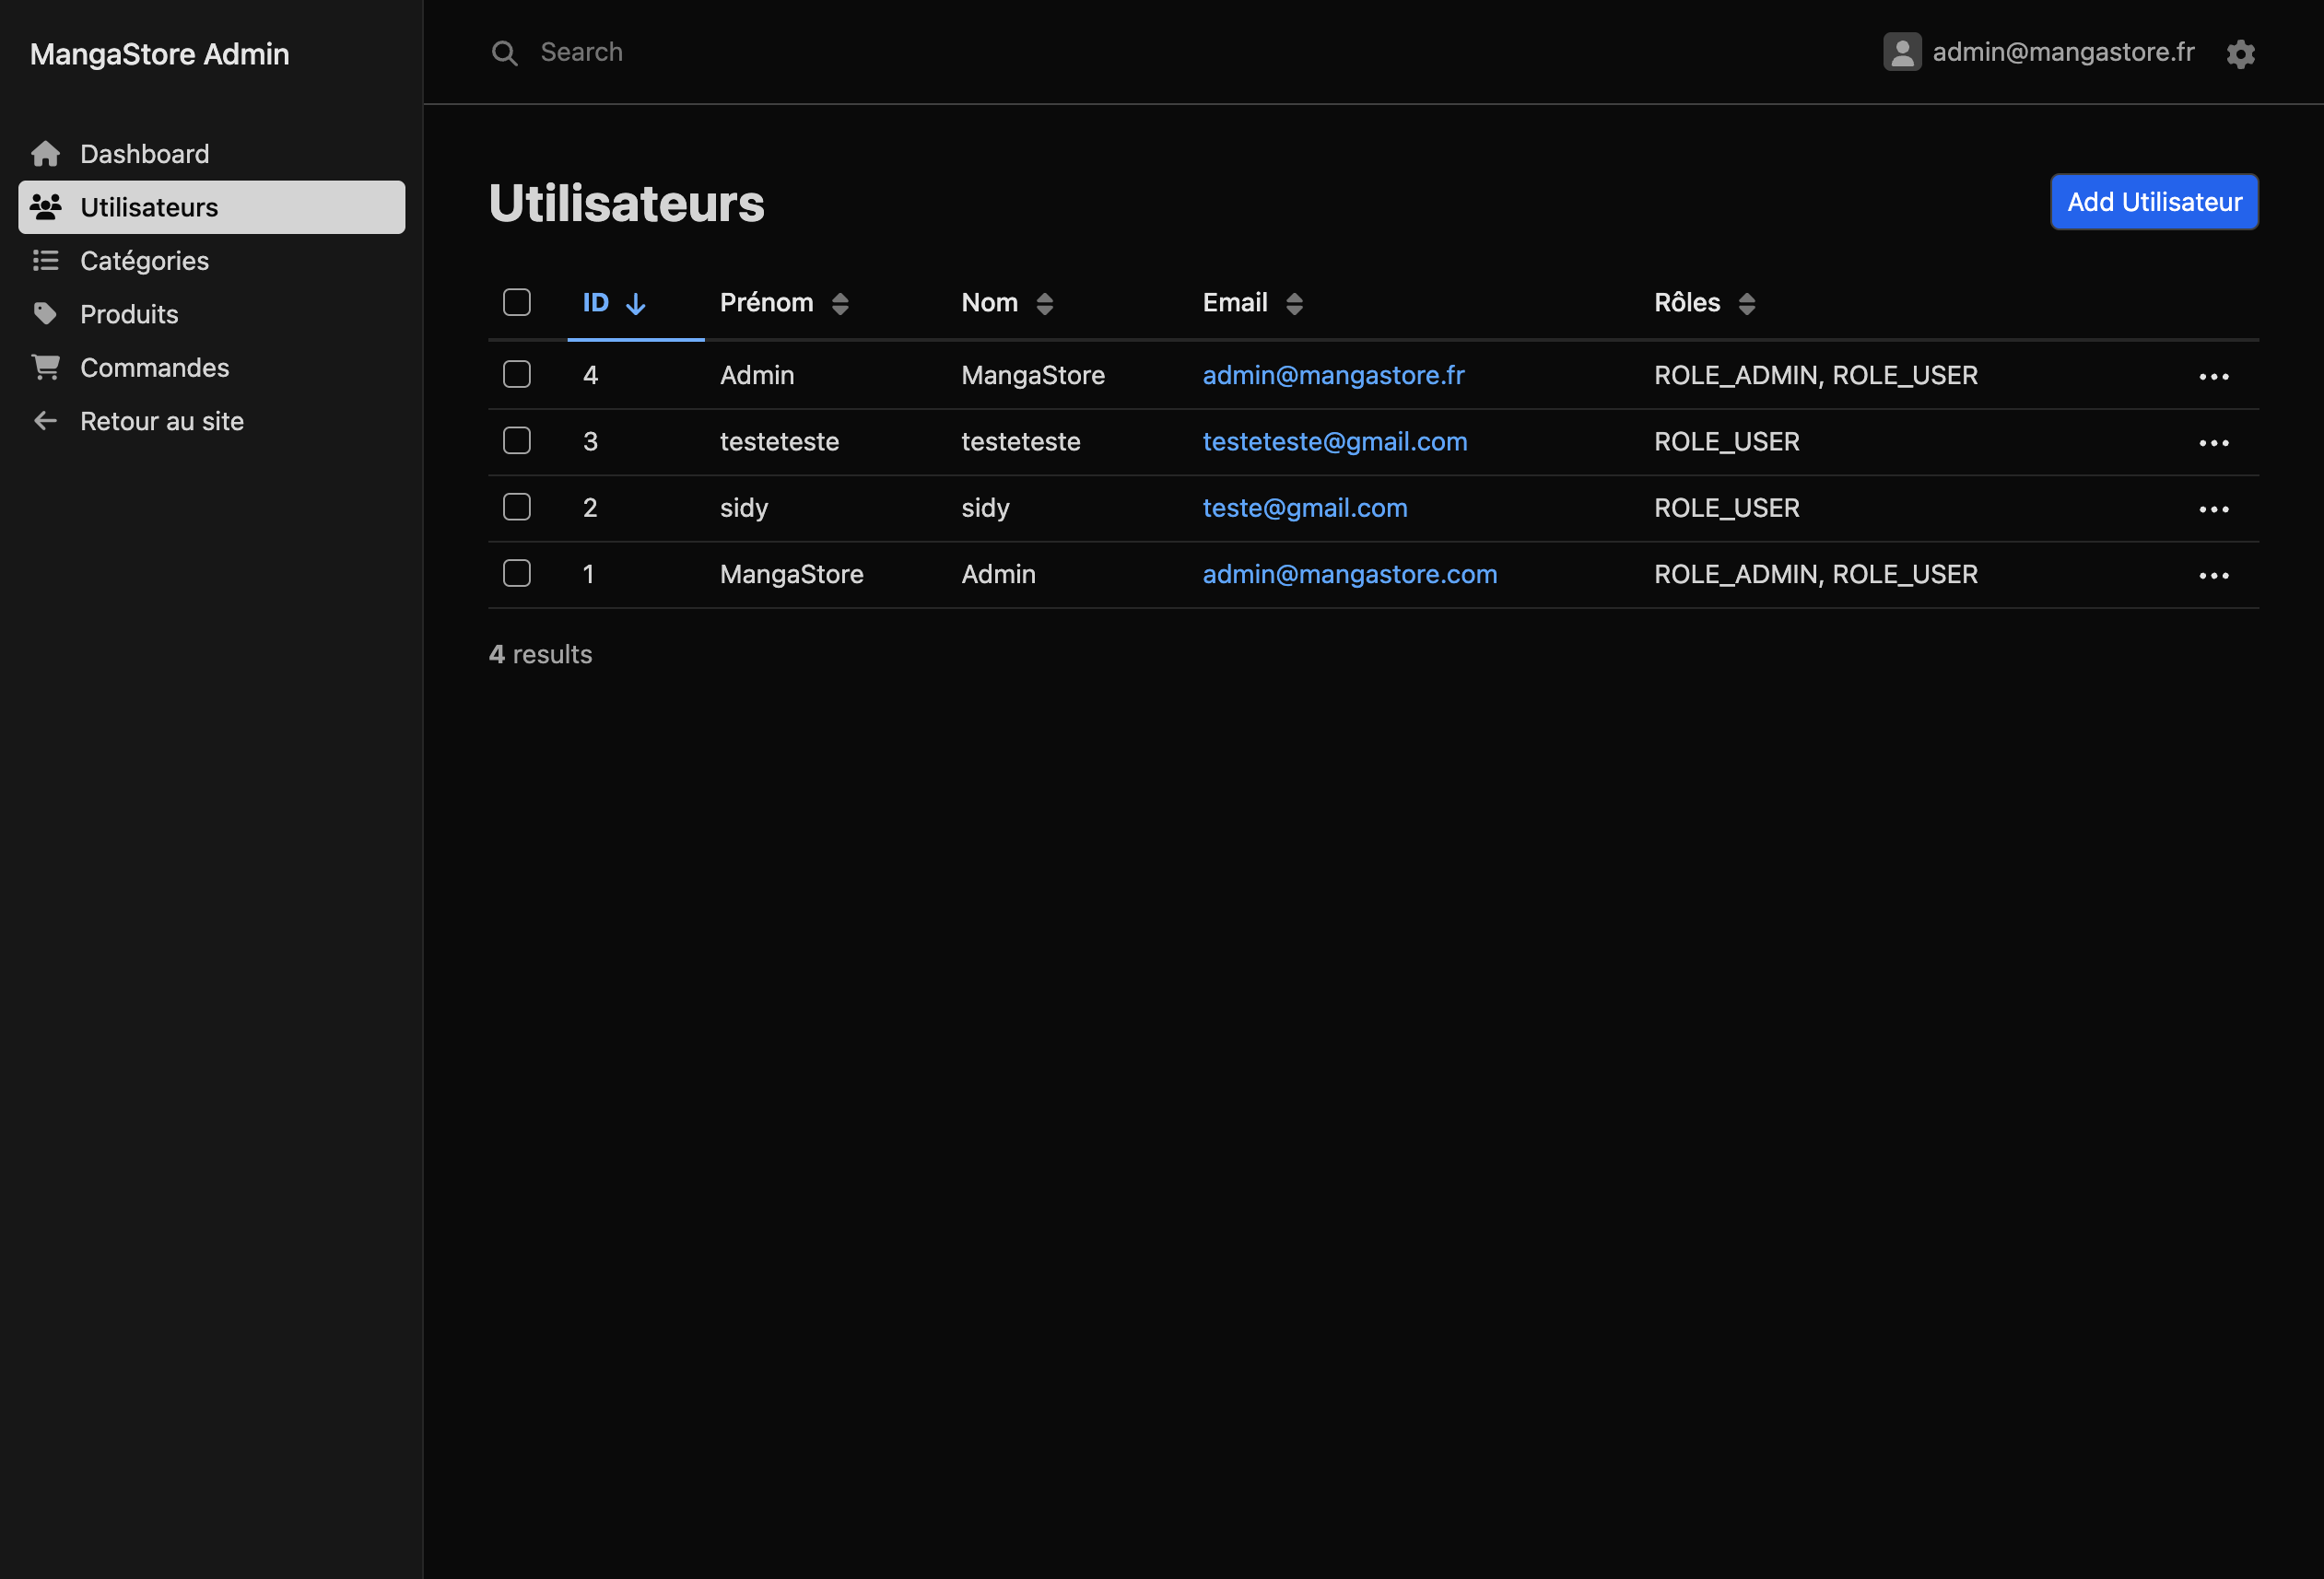 MangaStore Admin
Search
admin@mangastore.fr
Dashboard
Utilisateurs
Catégories
Produits
Commandes
Retour au site
Utilisateurs
Add Utilisateur
ID Prénom Nom Email Rôles
4 Admin MangaStore admin@mangastore.fr ROLE_ADMIN, ROLE_USER
3 testeteste testeteste testeteste@gmail.com ROLE_USER
2 sidy sidy teste@gmail.com ROLE_USER
1 MangaStore Admin admin@mangastore.com ROLE_ADMIN, ROLE_USER
4 results